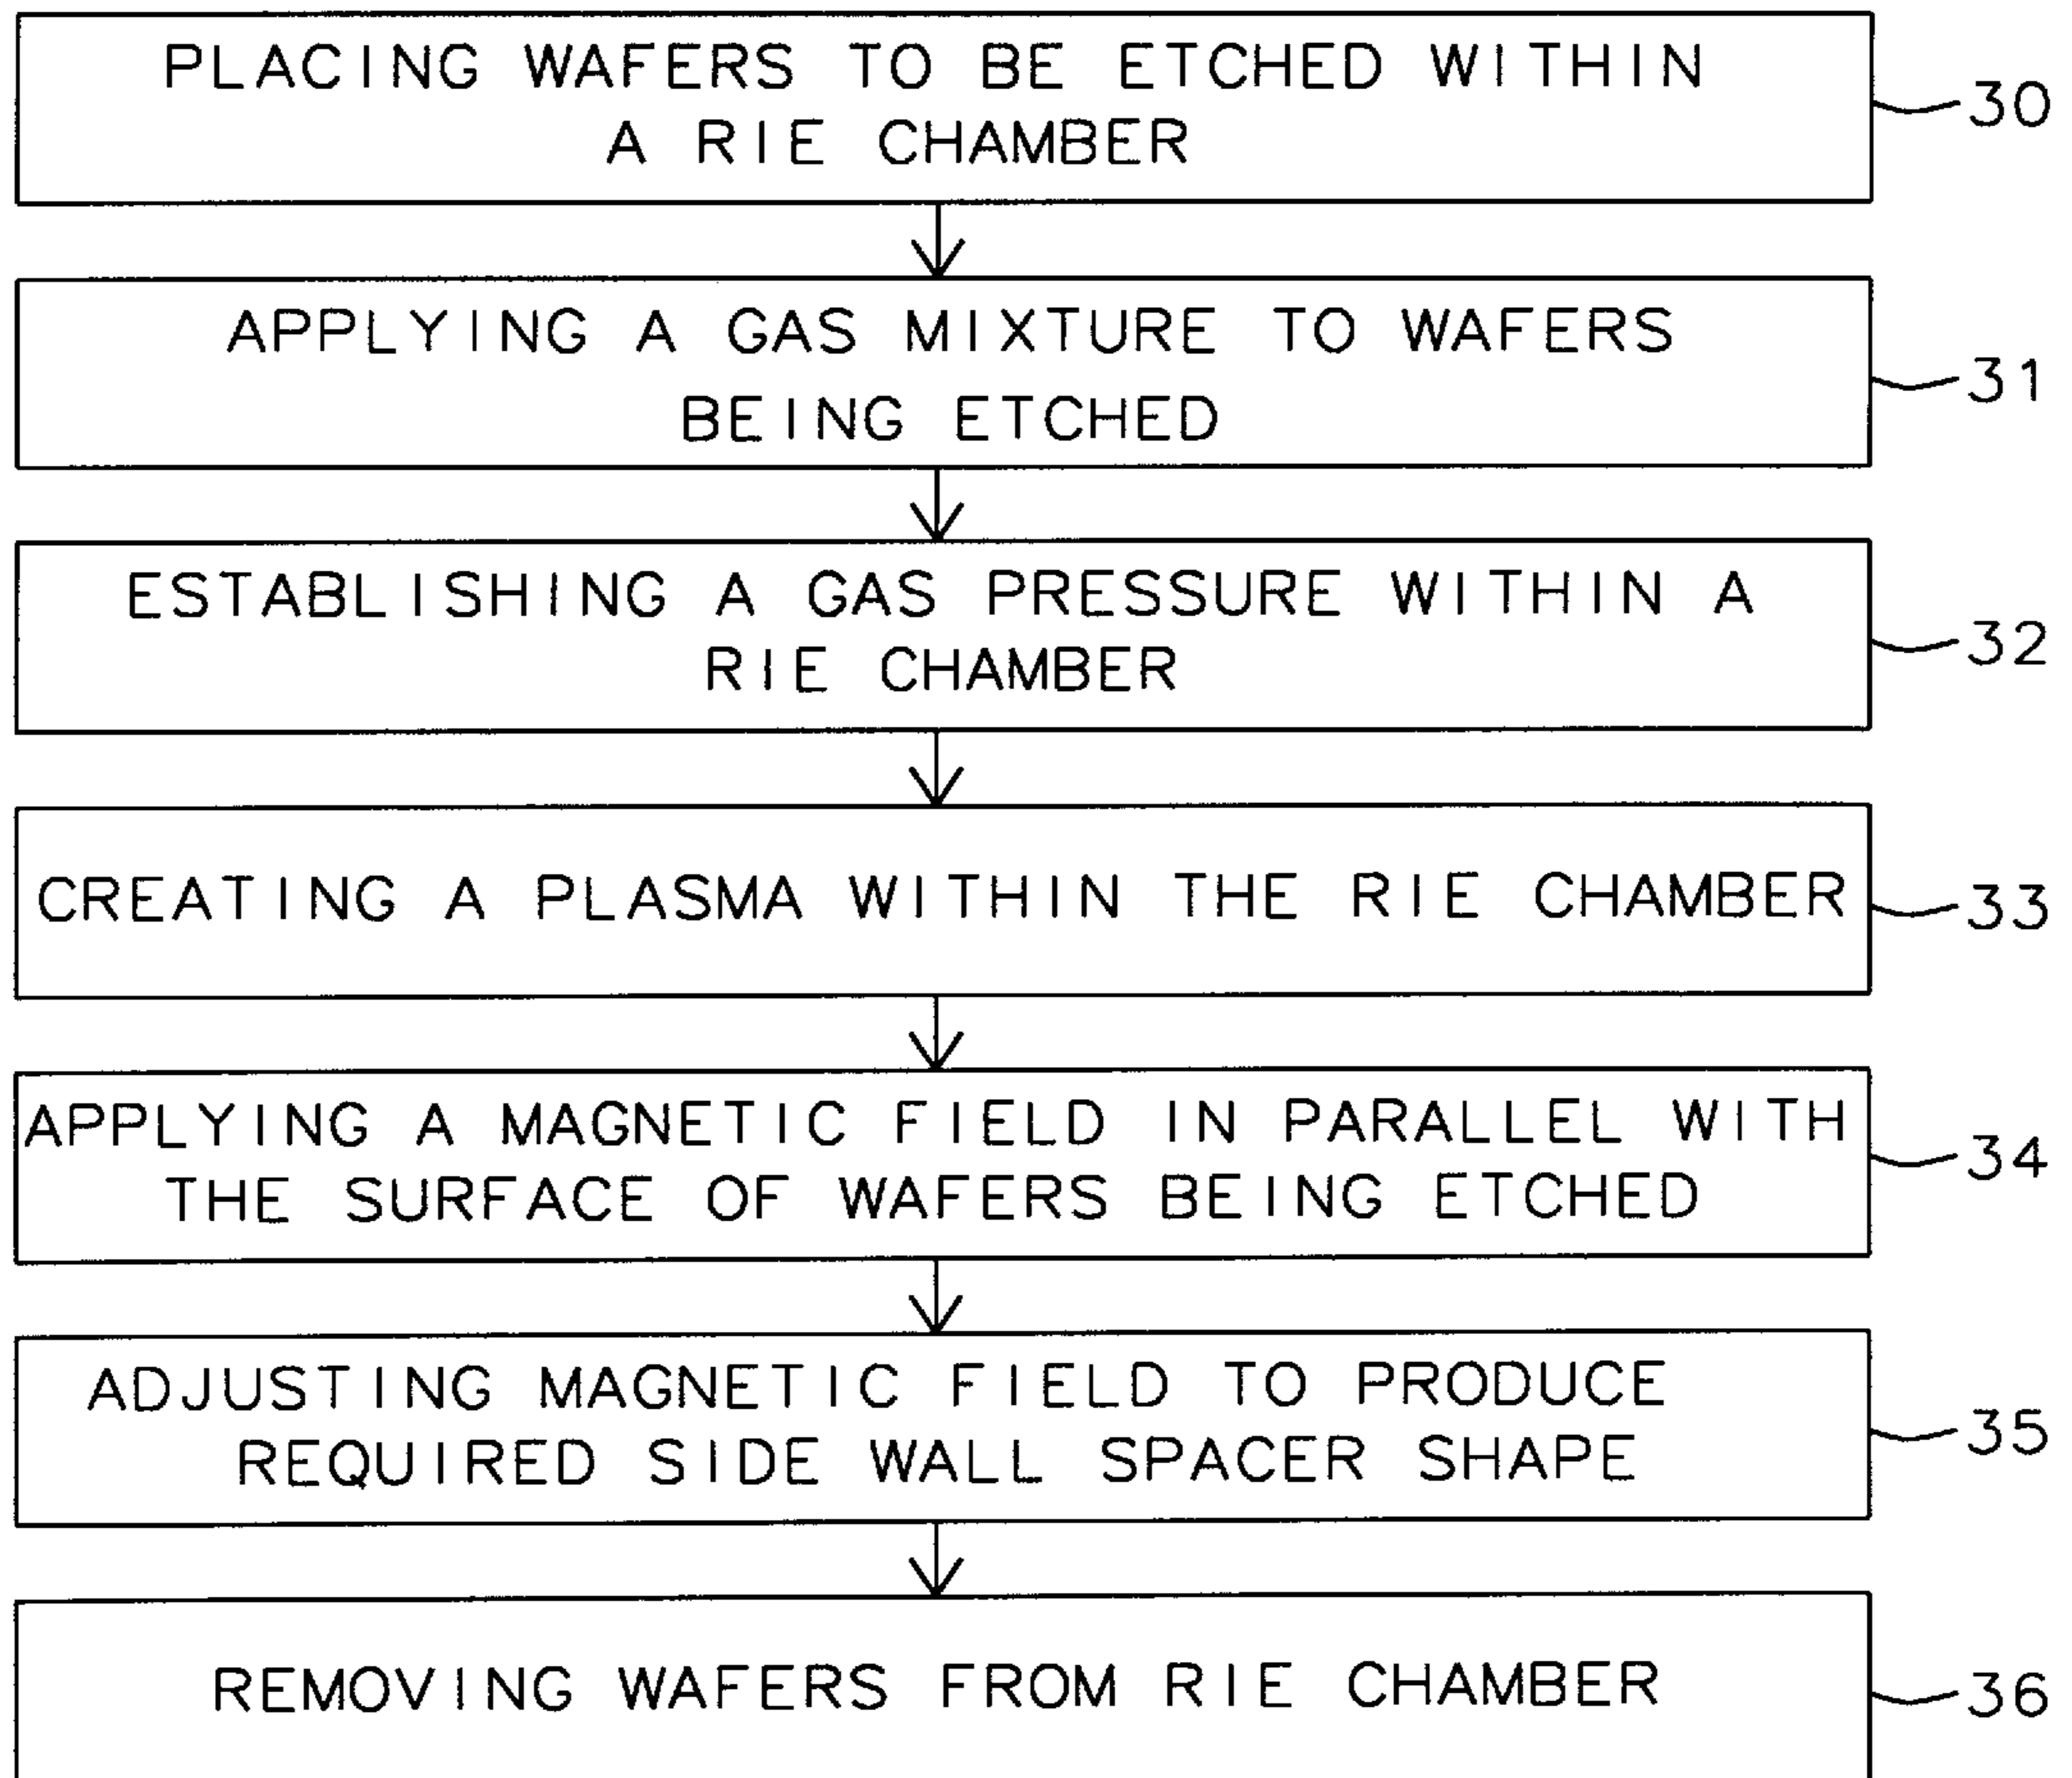 PLACING WAFERS TO BE ETCHED WITHIN
A RIE CHAMBER
30
APPLYING A GAS MIXTURE TO WAFERS
BEING ETCHED
31
ESTABLISHING A GAS PRESSURE WITHIN A
RIE CHAMBER
32
CREATING A PLASMA WITHIN THE RIE CHAMBER
33
APPLYING A MAGNETIC FIELD IN PARALLEL WITH
THE SURFACE OF WAFERS BEING ETCHED
34
ADJUSTING MAGNETIC FIELD TO PRODUCE
REQUIRED SIDE WALL SPACER SHAPE
35
REMOVING WAFERS FROM RIE CHAMBER
36